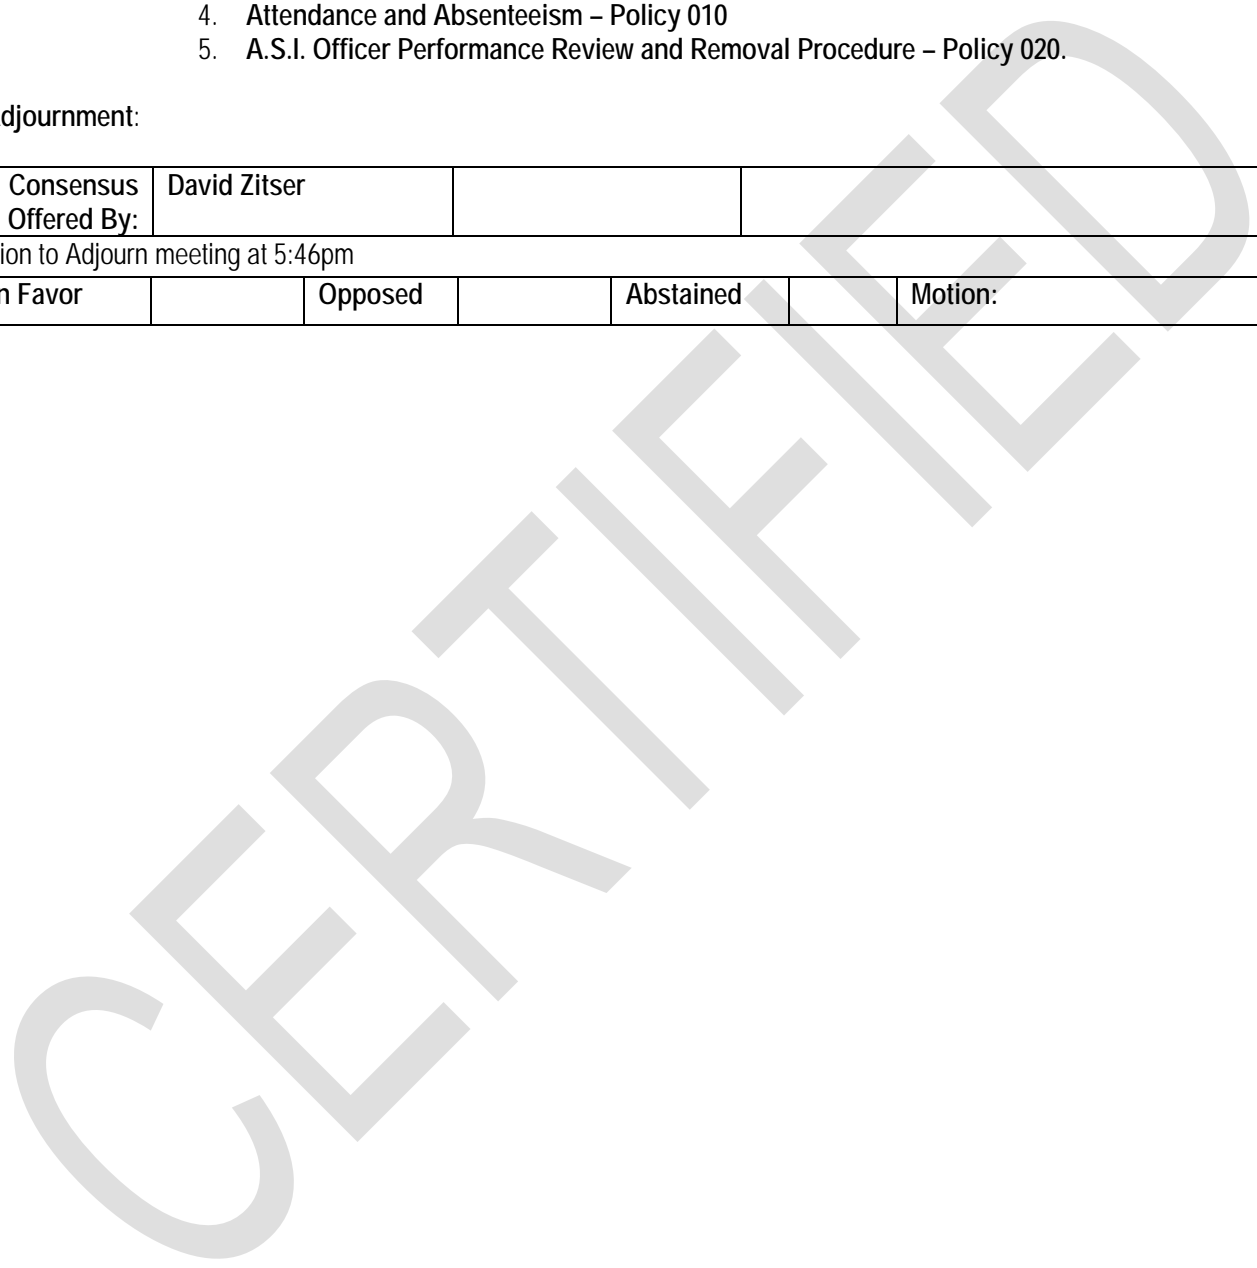 4. Attendance and Absenteeism – Policy 010
5. A.S.I. Officer Performance Review and Removal Procedure – Policy 020.
djournment:
Consensus Offered By: David Zitser
ion to Adjourn meeting at 5:46pm
n Favor Opposed Abstained Motion:
CERTIFIED